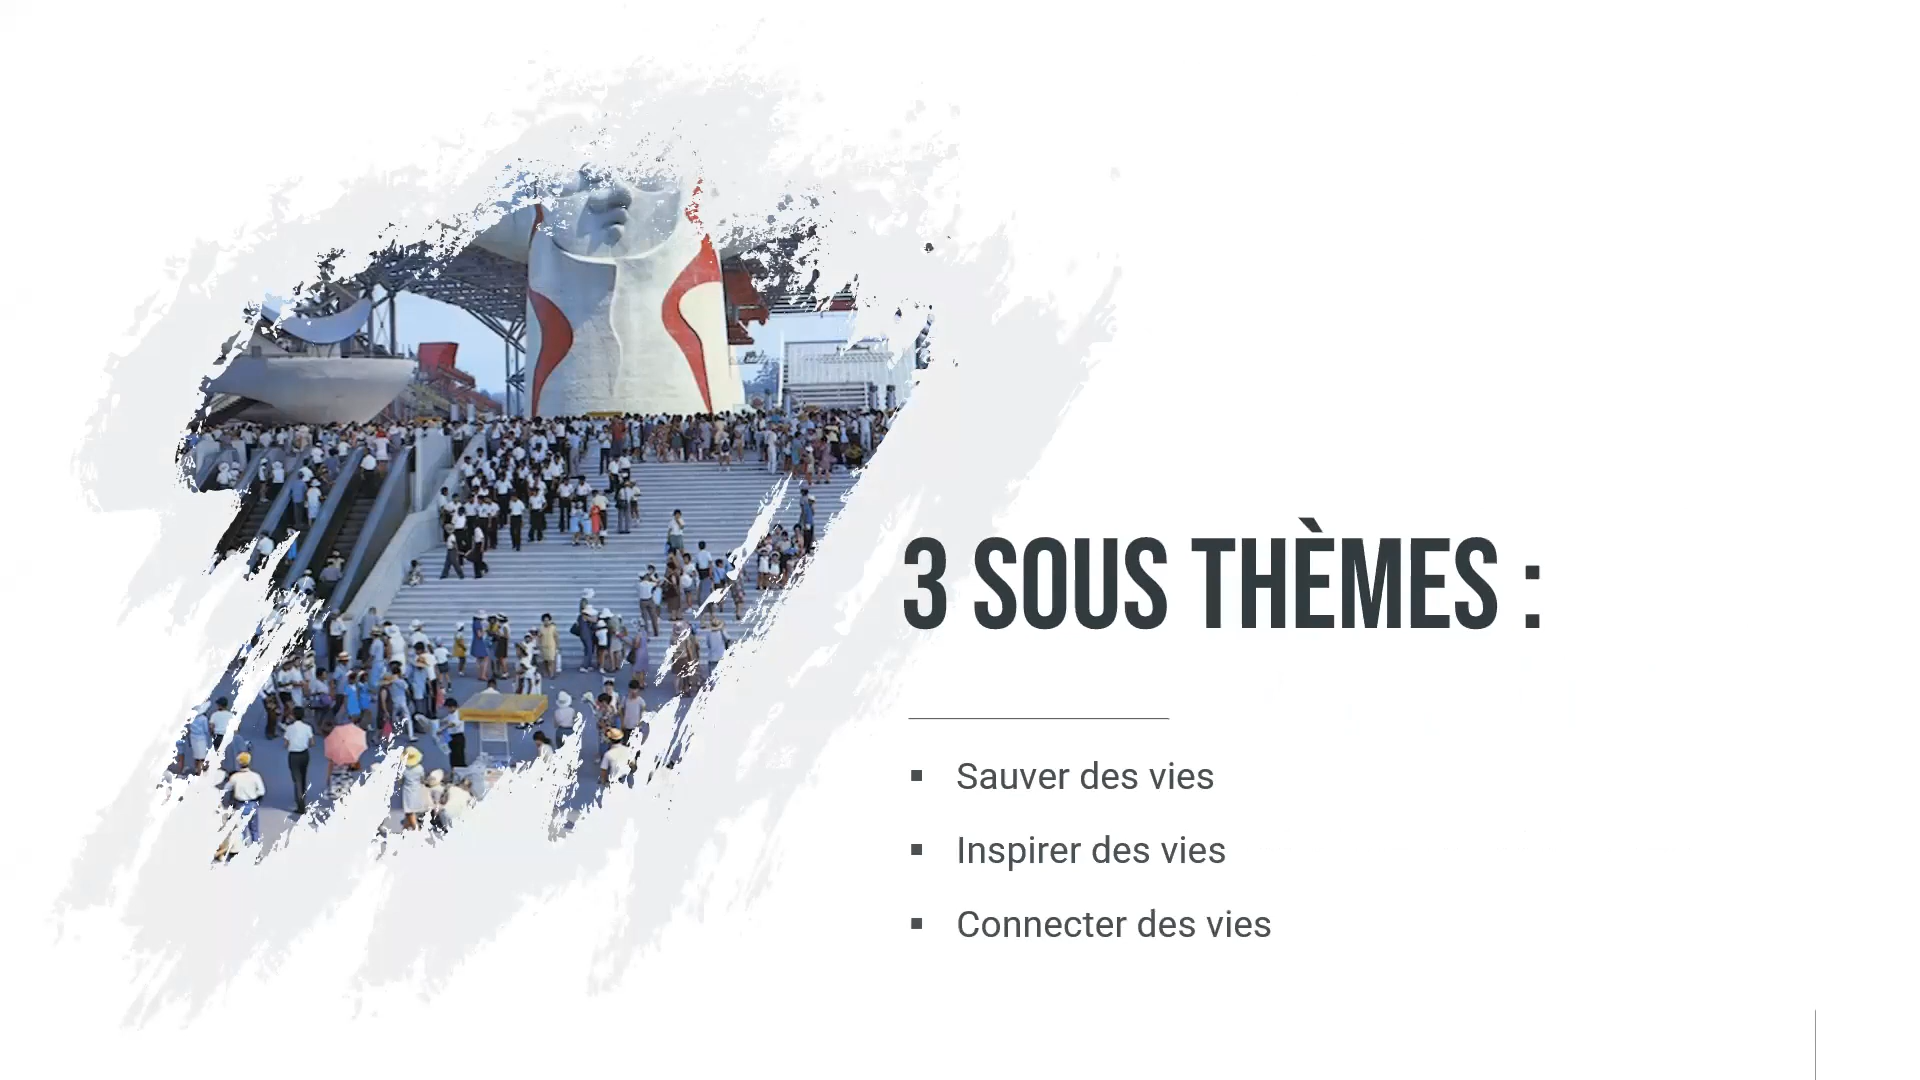 3 SOUS THÈMES :
▪ Sauver des vies
▪ Inspirer des vies
▪ Connecter des vies